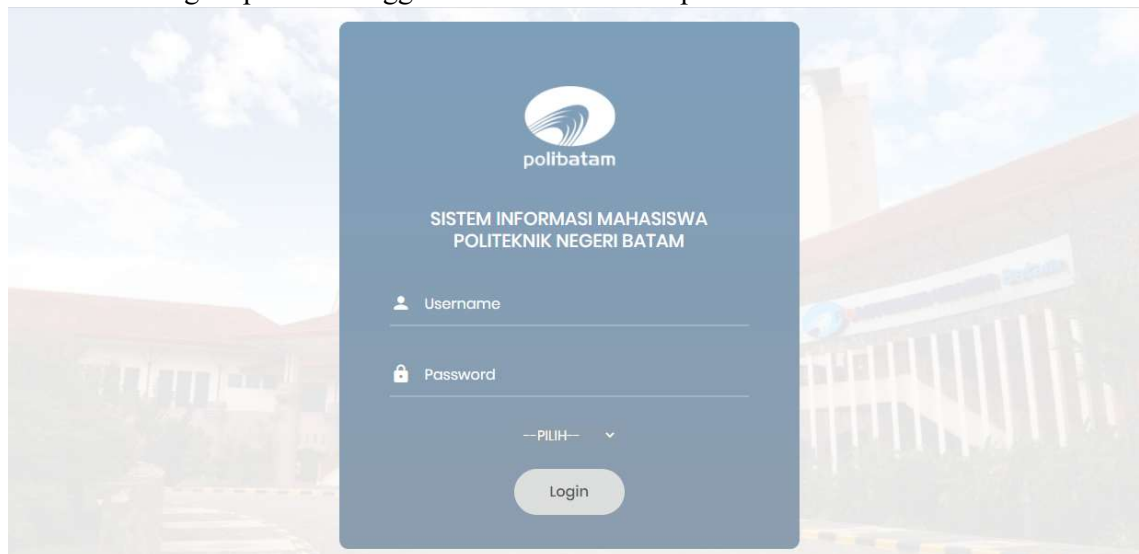 polibatam
SISTEM INFORMASI MAHASISWA
POLITEKNIK NEGERI BATAM
Username
Password
--PILIH--
Login